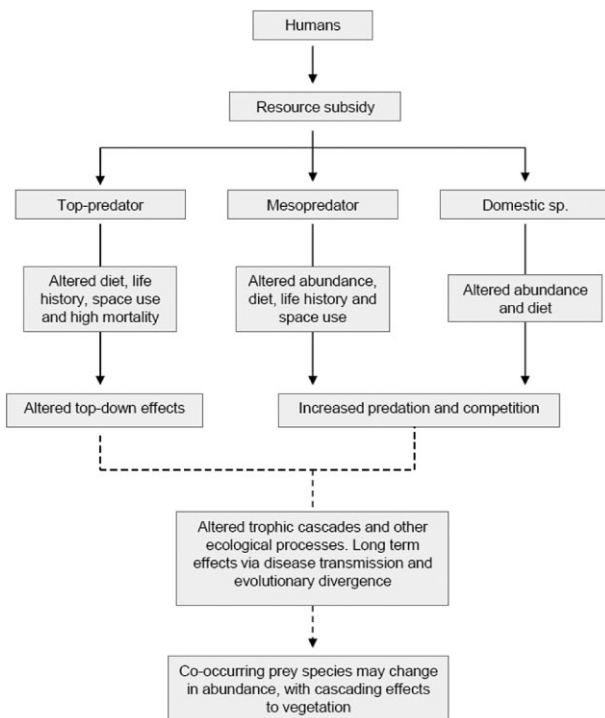 Humans
Resource subsidy
Top-predator
Mesopredator
Domestic sp.
Altered diet, life
history, space use
and high mortality
Altered abundance,
diet, life history and
space use
Altered abundance
and diet
Altered top-down effects
Increased predation and competition
Altered trophic cascades and other
ecological processes. Long term
effects via disease transmission and
evolutionary divergence
Co-occurring prey species may change
in abundance, with cascading effects
to vegetation